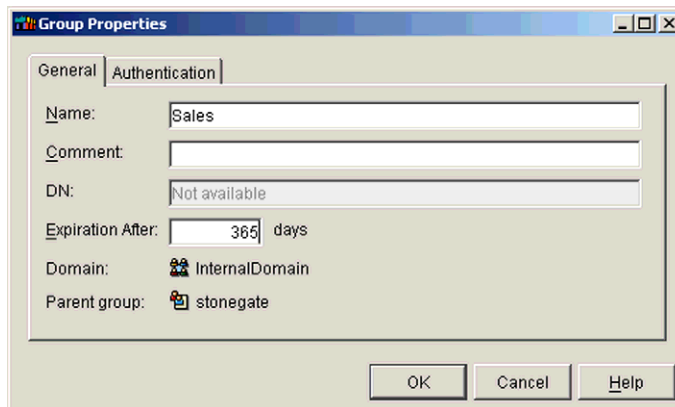 Group Properties
General Authentication
Name: Sales
Comment:
DN: Not available
Expiration After: 365 days
Domain: InternalDomain
Parent group: stonegate
OK Cancel Help